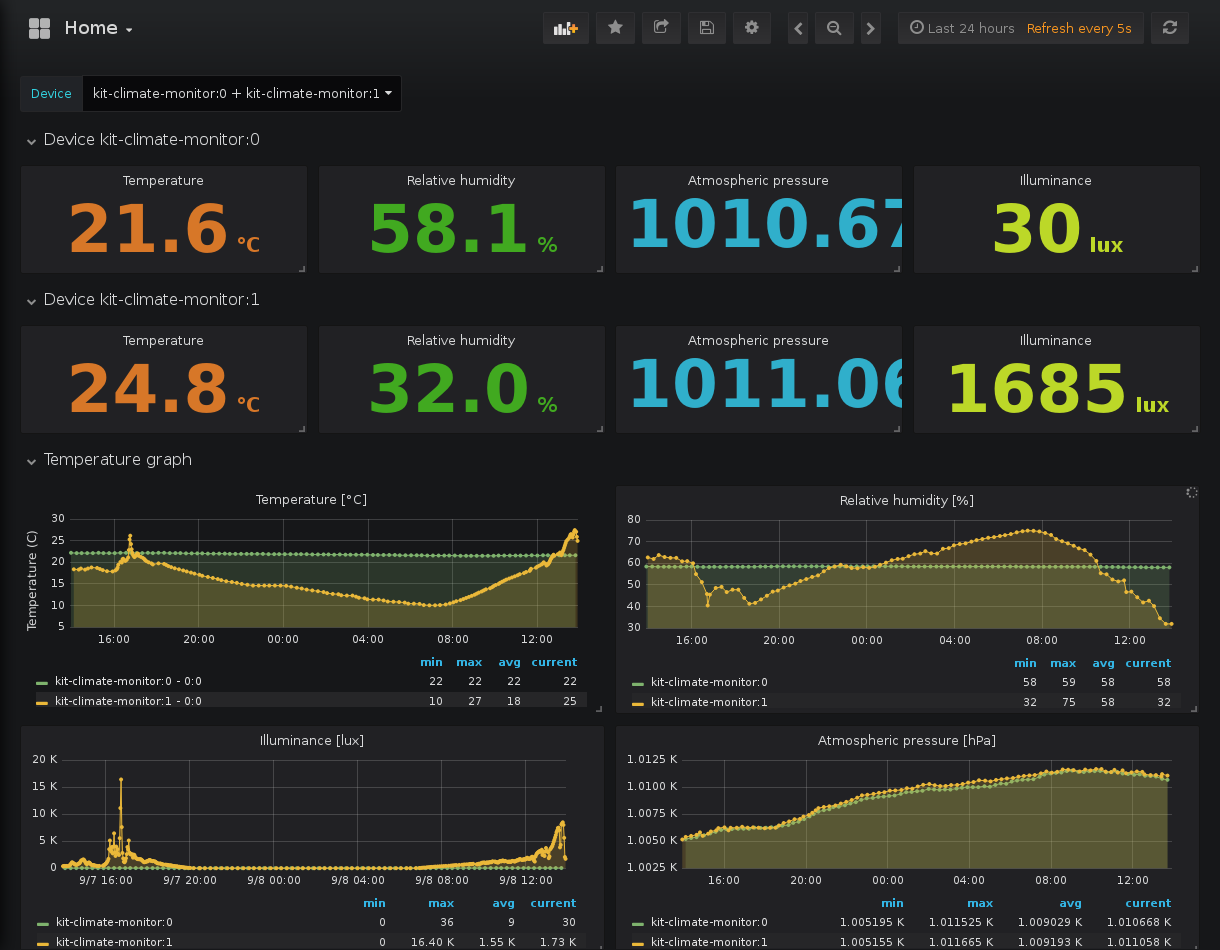 Home
Last 24 hours Refresh every 5s
Device kit-climate-monitor:0 + kit-climate-monitor:1
Device kit-climate-monitor:0
Temperature Relative humidity Atmospheric pressure Illuminance
21.6 °C 58.1 % 1010.67 30 lux
Device kit-climate-monitor:1
Temperature Relative humidity Atmospheric pressure Illuminance
24.8 °C 32.0 % 1011.06 1685 lux
Temperature graph
Temperature [°C]
Temperature (C)
30
25
20
15
10
5
16:00 20:00 00:00 04:00 08:00 12:00
min max avg current
kit-climate-monitor:0 - 0:0 22 22 22 22
kit-climate-monitor:1 - 0:0 10 27 18 25
Relative humidity [%]
80
70
60
50
40
30
16:00 20:00 00:00 04:00 08:00 12:00
min max avg current
kit-climate-monitor:0 58 59 58 58
kit-climate-monitor:1 32 75 58 32
Illuminance [lux]
20 K
15 K
10 K
5 K
0
9/7 16:00 9/7 20:00 9/8 00:00 9/8 04:00 9/8 08:00 9/8 12:00
min max avg current
kit-climate-monitor:0 0 36 9 30
kit-climate-monitor:1 0 16.40 K 1.55 K 1.73 K
Atmospheric pressure [hPa]
1.0125 K
1.0100 K
1.0075 K
1.0050 K
1.0025 K
16:00 20:00 00:00 04:00 08:00 12:00
min max avg current
kit-climate-monitor:0 1.005195 K 1.011525 K 1.009029 K 1.010668 K
kit-climate-monitor:1 1.005155 K 1.011665 K 1.009193 K 1.011058 K